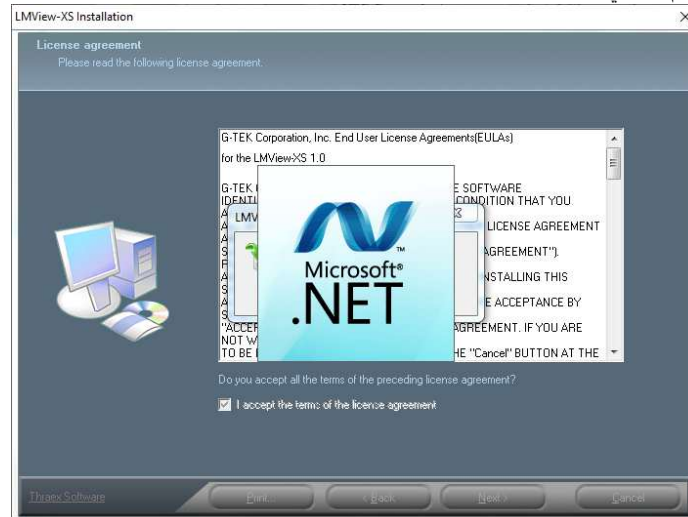 LMView-XS Installation
License agreement
Please read the following license agreement.
G-TEK Corporation, Inc. End User License Agreements(EULAs)
for the LMView-XS 1.0
G-TEK
E SOFTWARE
IDENTI
CONDITION THAT YOU
LMV
LICENSE AGREEMENT
AGREEMENT").
NSTALLING THIS
E ACCEPTANCE BY
"ACCEP
AGREEMENT. IF YOU ARE
NOT W
TO BE
HE "Cancel" BUTTON AT THE
Microsoft®
.NET™
Do you accept all the terms of the preceding license agreement?
I accept the terms of the license agreement
Thraex Software
Print...
< Back
Next >
Cancel